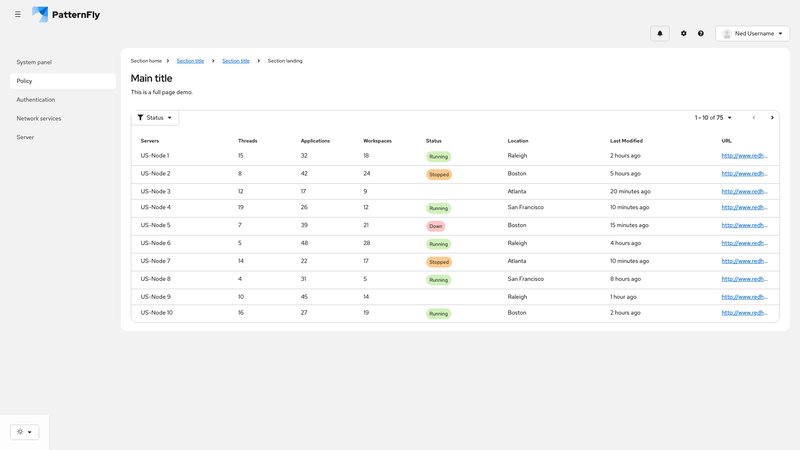 PatternFly
Ned Username
System panel
Policy
Authentication
Network services
Server
Section home Section title Section title Section landing
Main title
This is a full page demo.
Status 1 - 10 of 75
Servers Threads Applications Workspaces Status Location Last Modified URL
US-Node 1 15 32 18 Running Raleigh 2 hours ago http://www.redh...
US-Node 2 8 42 24 Stopped Boston 5 hours ago http://www.redh...
US-Node 3 12 17 9 Atlanta 20 minutes ago http://www.redh...
US-Node 4 19 26 12 Running San Francisco 10 minutes ago http://www.redh...
US-Node 5 7 39 21 Down Boston 15 minutes ago http://www.redh...
US-Node 6 5 48 28 Running Raleigh 4 hours ago http://www.redh...
US-Node 7 14 22 17 Stopped Atlanta 10 minutes ago http://www.redh...
US-Node 8 4 31 5 Running San Francisco 8 hours ago http://www.redh...
US-Node 9 10 45 14 Raleigh 1 hour ago http://www.redh...
US-Node 10 16 27 19 Running Boston 2 hours ago http://www.redh...